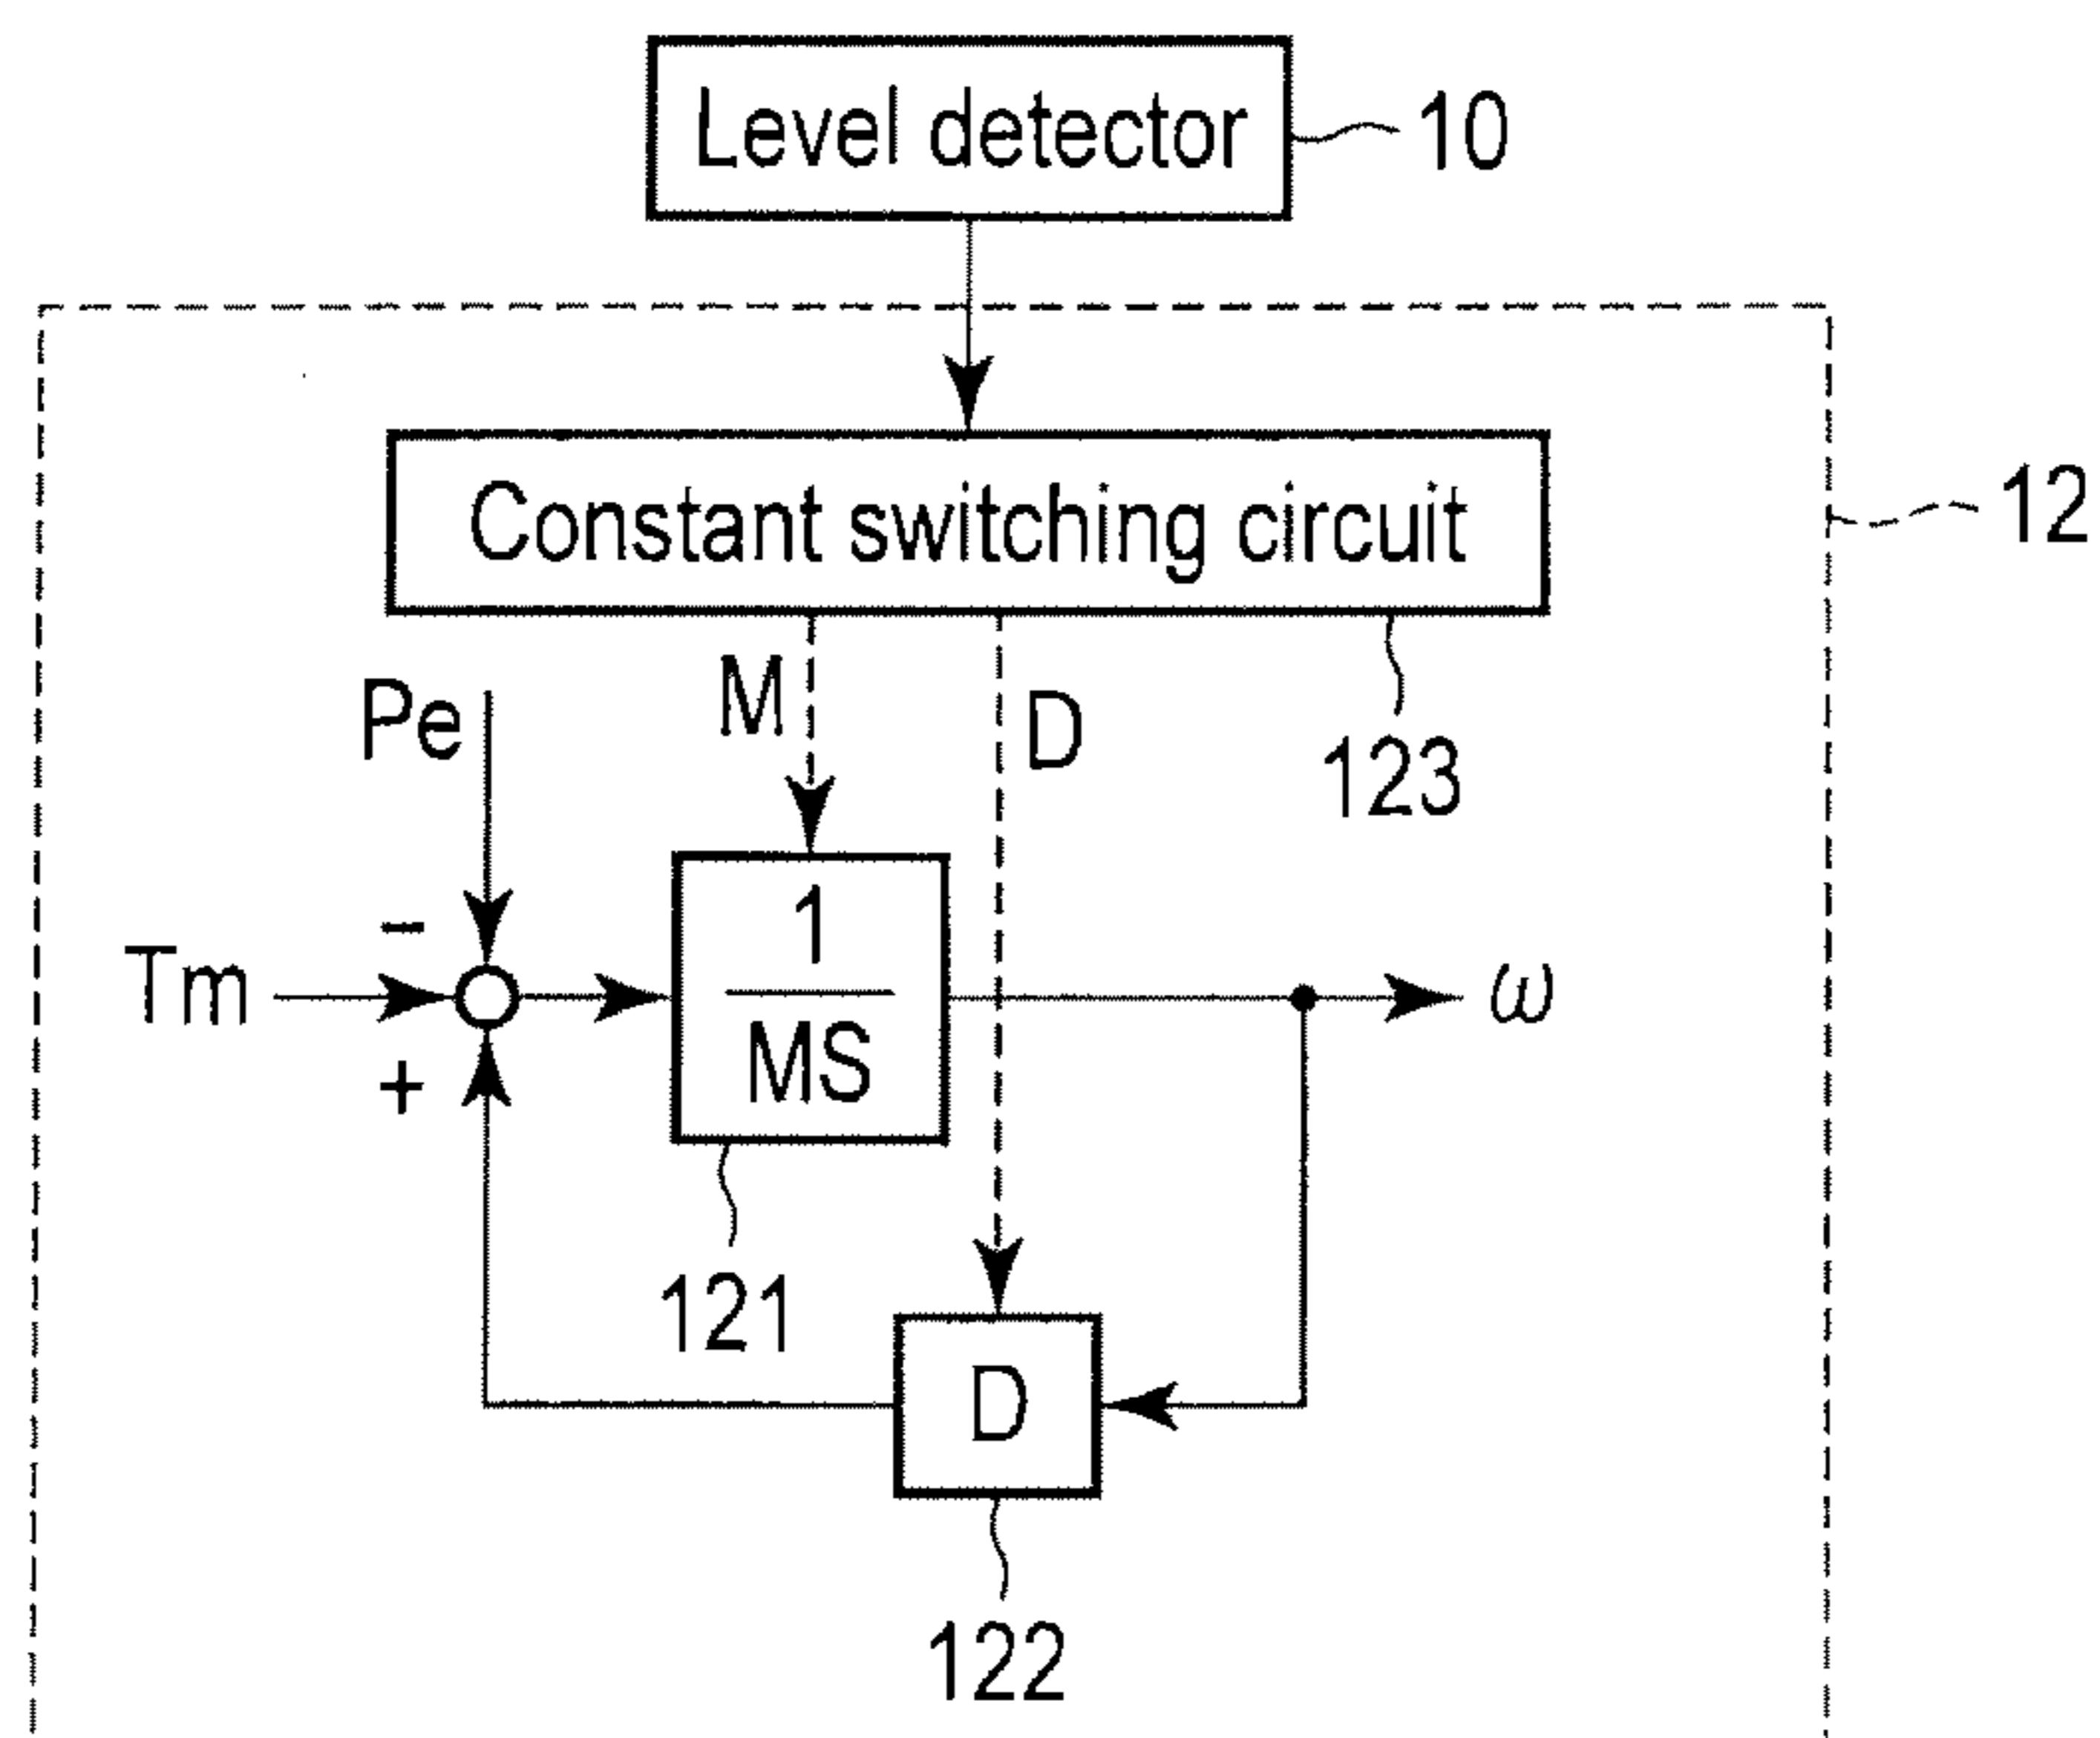 Level detector
10
12
Constant switching circuit
M
D
Pe
123
−
Tm
1
MS
ω
+
121
D
122